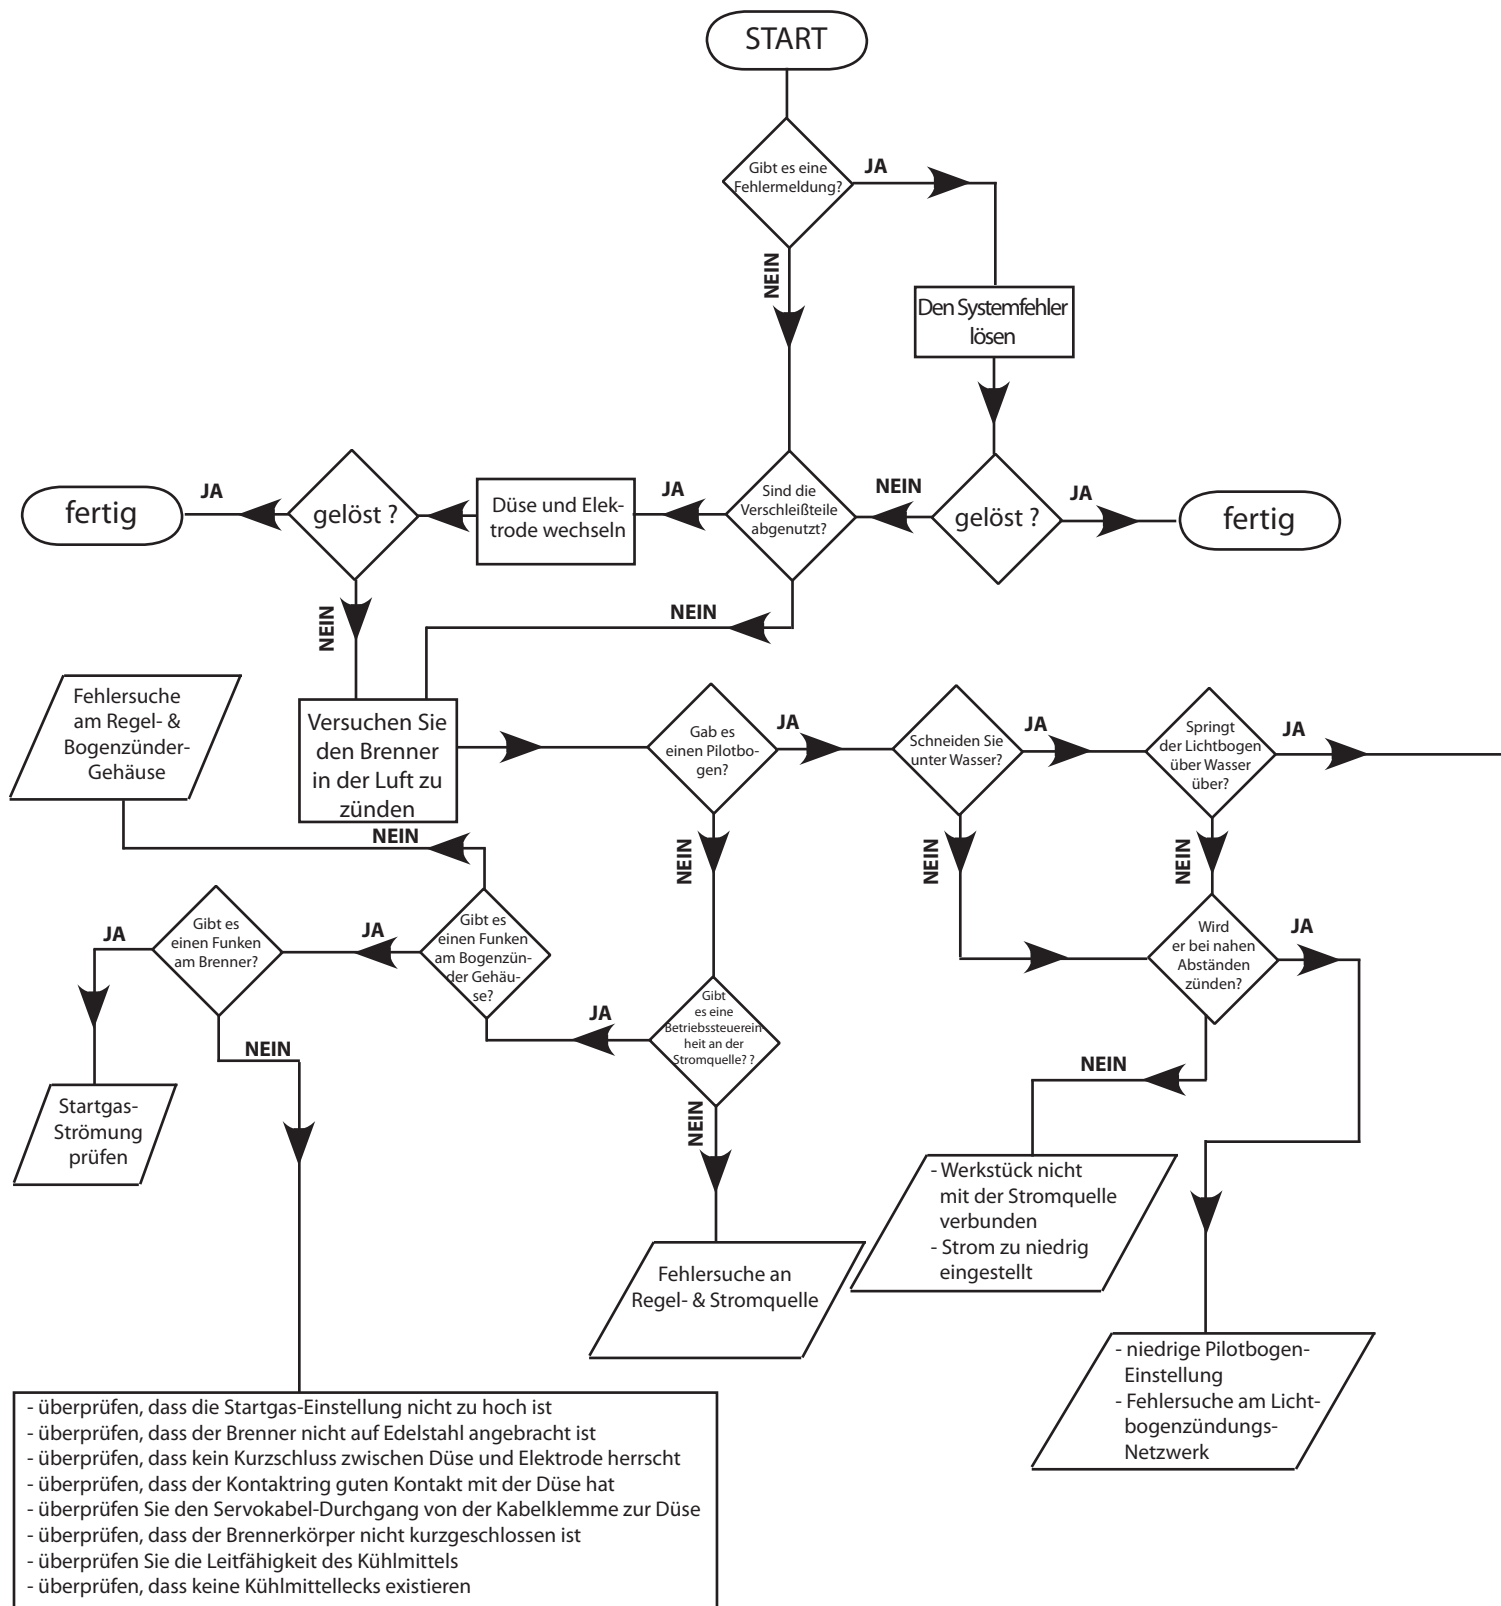 START
Gibt es eine
Fehlermeldung?
JA
NEIN
Den Systemfehler
lösen
fertig
JA
gelöst ?
Düse und Elek-
trode wechseln
JA
Sind die
Verschleißteile
abgenutzt?
NEIN
gelöst ?
JA
fertig
NEIN
NEIN
Fehlersuche
am Regel- &
Bogenzünder-
Gehäuse
Versuchen Sie
den Brenner
in der Luft zu
zünden
Gab es
einen Pilotbo-
gen?
JA
Schneiden Sie
unter Wasser?
JA
Springt
der Lichtbogen
über Wasser
über?
JA
NEIN
NEIN
NEIN
NEIN
JA
Gibt es
einen Funken
am Brenner?
JA
Gibt es
einen Funken
am Bogenzün-
der Gehäu-
se?
Wird
er bei nahen
Abständen
zünden?
JA
JA
Gibt
es eine
Betriebssteuerein
heit an der
Stromquelle? ?
NEIN
NEIN
NEIN
Startgas-
Strömung
prüfen
- Werkstück nicht
mit der Stromquelle
verbunden
- Strom zu niedrig
eingestellt
Fehlersuche an
Regel- & Stromquelle
- niedrige Pilotbogen-
Einstellung
- Fehlersuche am Licht-
bogenzündungs-
Netzwerk
- überprüfen, dass die Startgas-Einstellung nicht zu hoch ist
- überprüfen, dass der Brenner nicht auf Edelstahl angebracht ist
- überprüfen, dass kein Kurzschluss zwischen Düse und Elektrode herrscht
- überprüfen, dass der Kontaktring guten Kontakt mit der Düse hat
- überprüfen Sie den Servokabel-Durchgang von der Kabelklemme zur Düse
- überprüfen, dass der Brennerkörper nicht kurzgeschlossen ist
- überprüfen Sie die Leitfähigkeit des Kühlmittels
- überprüfen, dass keine Kühlmittellecks existieren